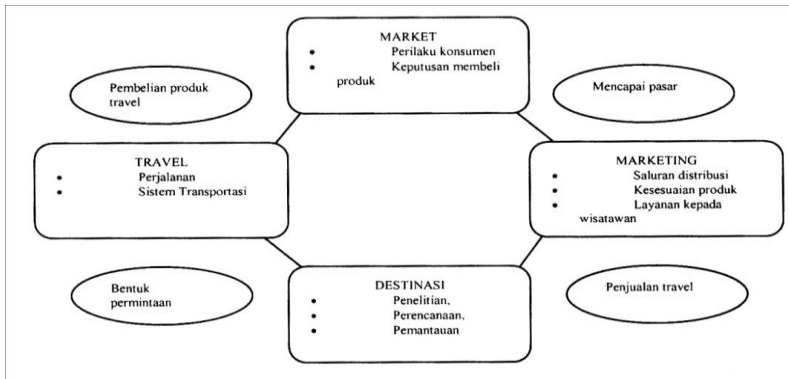 MARKET
• Perilaku konsumen
• Keputusan membeli
produk
Pembelian produk
travel
Mencapai pasar
TRAVEL
• Perjalanan
• Sistem Transportasi
MARKETING
• Saluran distribusi
• Kesesuaian produk
• Layanan kepada
wisatawan
Bentuk
permintaan
DESTINASI
• Penelitian,
• Perencanaan,
• Pemantauan
Penjualan travel